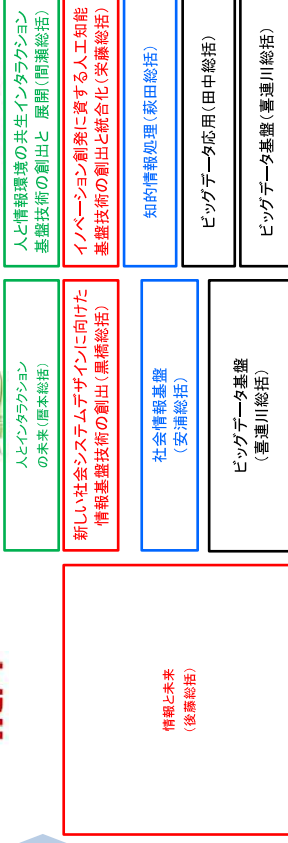 人と情報環境の共生インタラクション
基盤技術の創出と 展開(間瀬総括)
イノベーション創発に資する人工知能
基盤技術の創出と統合化(栄藤総括)
知的情報処理(萩田総括)
ビッグデータ応用(田中総括)
ビッグデータ基盤(喜連川総括)
人とインタラクション
の未来(暦本総括)
新しい社会システムデザインに向けた
情報基盤技術の創出(黒橋総括)
社会情報基盤
(安浦総括)
ビッグデータ基盤
(喜連川総括)
情報と未来
(後藤総括)